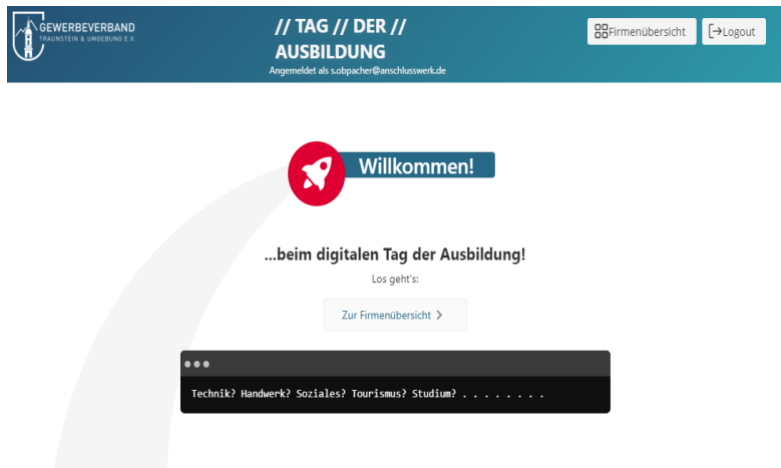 GEWERBEVERBAND
TRAUNSTEIN & UMGEBUNG E.V.
// TAG // DER //
AUSBILDUNG
Angemeldet als s.obpacher@anschlusswerk.de
Firmenübersicht
Logout
Willkommen!
...beim digitalen Tag der Ausbildung!
Los geht's:
Zur Firmenübersicht
Technik? Handwerk? Soziales? Tourismus? Studium? . . . . . . . .